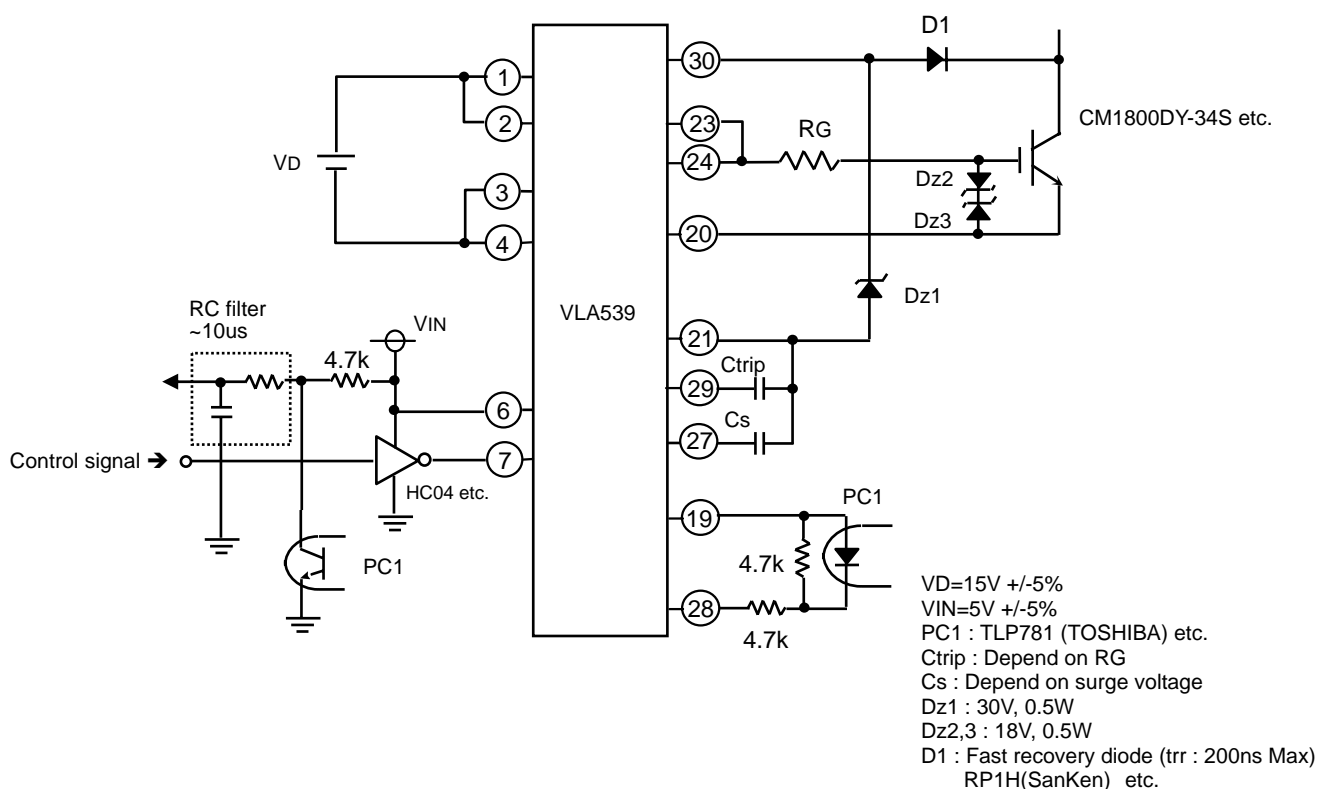 D1
1
30
2
23
RG
CM1800DY-34S etc.
VD
24
Dz2
3
Dz3
4
20
Dz1
RC filter
~10us
VIN
VLA539
4.7k
21
Ctrip
29
6
Cs
27
Control signal ➔
7
HC04 etc.
19
PC1
PC1
4.7k
28
4.7k
VD=15V +/-5%
VIN=5V +/-5%
PC1 : TLP781 (TOSHIBA) etc.
Ctrip : Depend on RG
Cs : Depend on surge voltage
Dz1 : 30V, 0.5W
Dz2,3 : 18V, 0.5W
D1 : Fast recovery diode (trr : 200ns Max)
RP1H(SanKen) etc.